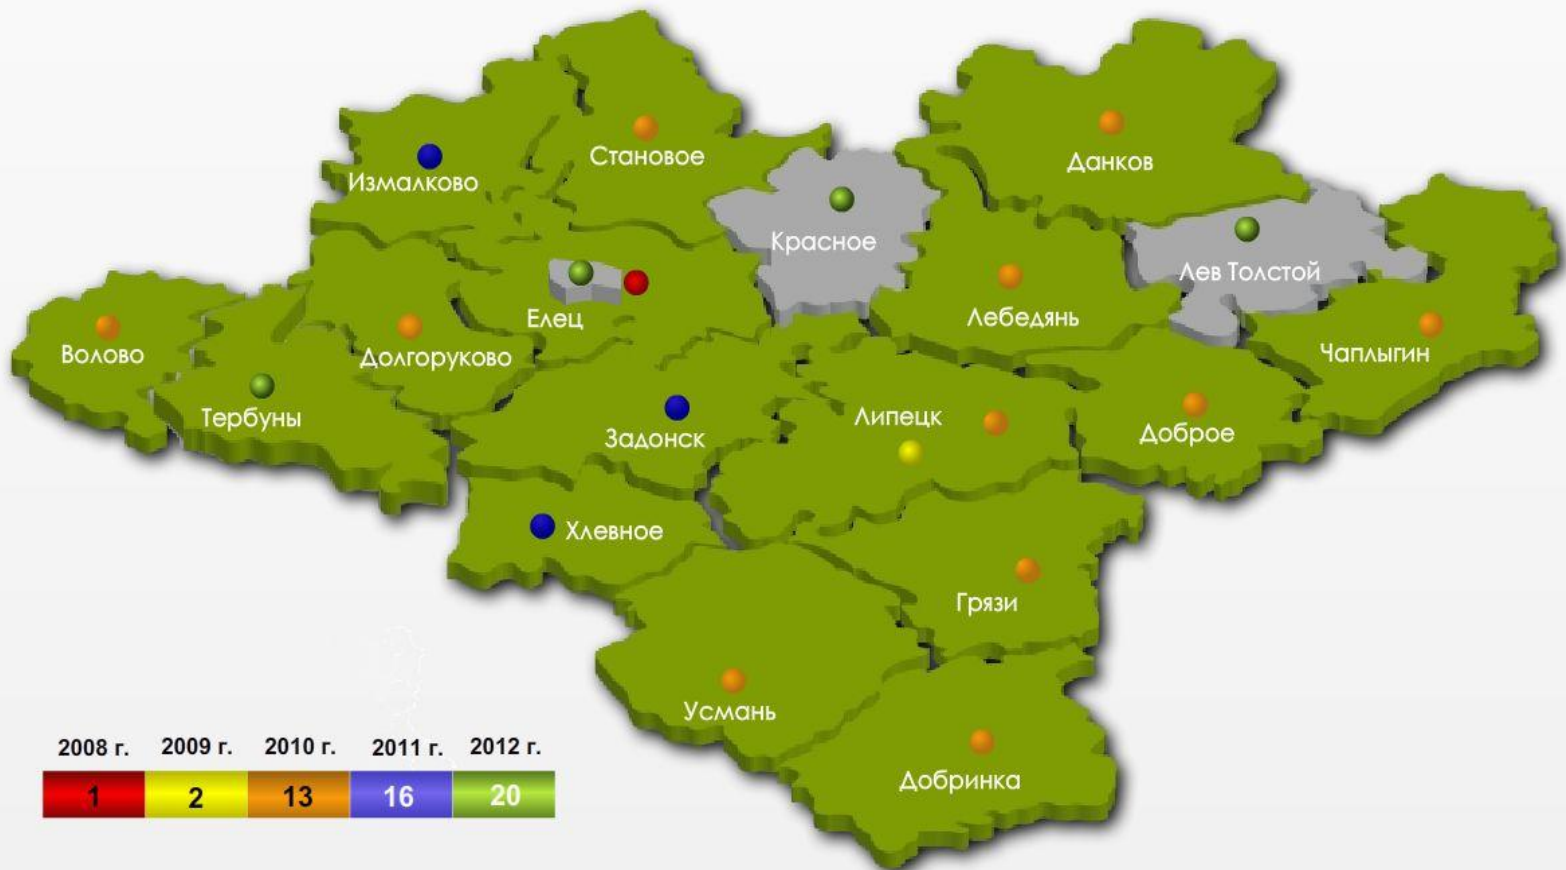 Становое
Данков
Измалково
Красное
Лев Толстой
Елец
Лебедянь
Волово
Долгоруково
Чаплыгин
Тербуны
Липецк
Задонск
Доброе
Хлевное
Грязи
Усмань
Добринка
2008 г. 2009 г. 2010 г. 2011 г. 2012 г.
1 2 13 16 20